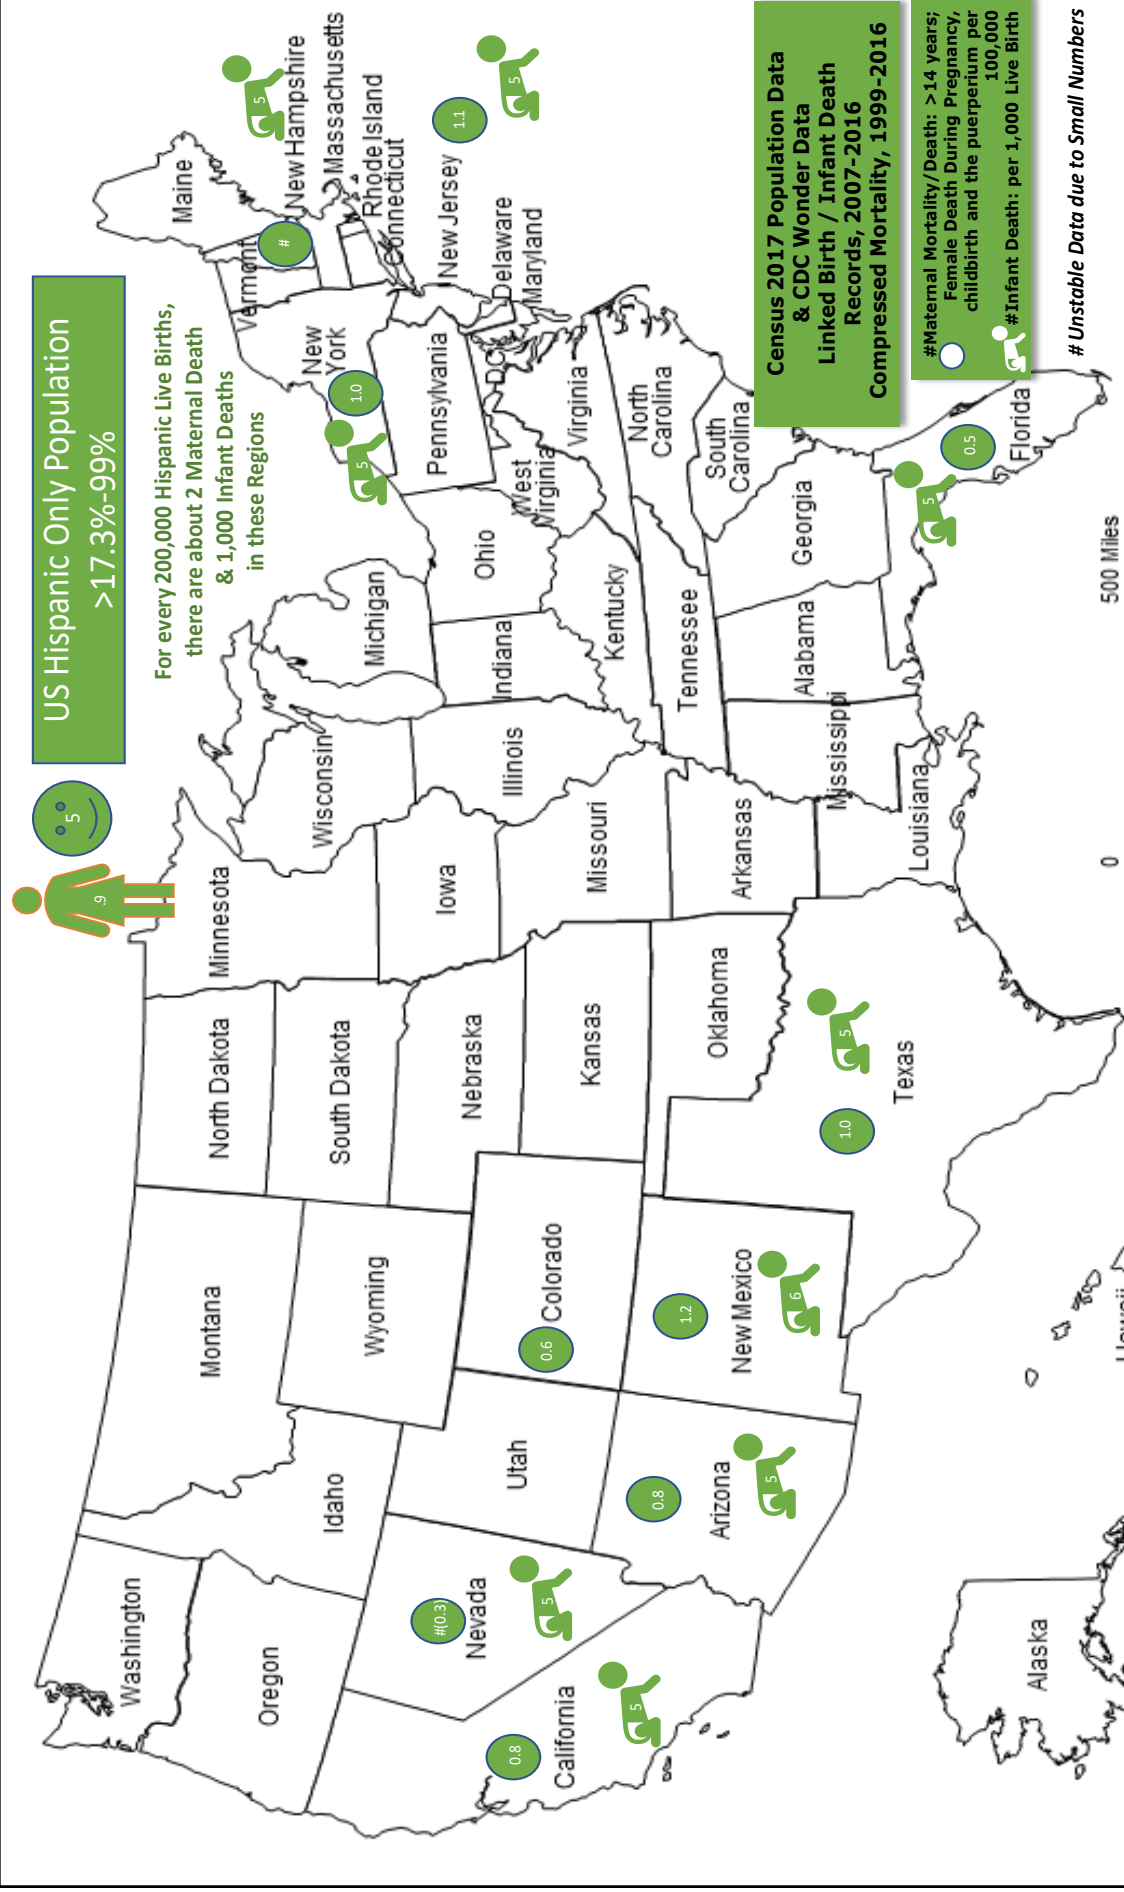 US Hispanic Only Population
>17.3%-99%
.9
5
For every 200,000 Hispanic Live Births,
there are about 2 Maternal Death
& 1,000 Infant Deaths
in these Regions
Washington
Oregon
California
0.8
5
Nevada
#(0.3)
5
Idaho
Montana
Wyoming
Utah
Colorado
0.6
Arizona
0.8
5
New Mexico
1.2
6
North Dakota
South Dakota
Nebraska
Kansas
Oklahoma
Texas
1.0
5
Minnesota
Iowa
Missouri
Arkansas
Louisiana
Wisconsin
Illinois
Michigan
Indiana
Ohio
Kentucky
Tennessee
Mississippi
Alabama
Georgia
Florida
0.5
5
South
Carolina
North
Carolina
Virginia
West
Virginia
Pennsylvania
New
York
1.0
5
Vermont
#
5
Maine
New Hampshire
Massachusetts
Rhode Island
Connecticut
New Jersey
1.1
5
Delaware
Maryland
DC
Alaska
0
500 Miles
Census 2017 Population Data
& CDC Wonder Data
Linked Birth / Infant Death
Records, 2007-2016
Compressed Mortality, 1999-2016
#Maternal Mortality/Death: >14 years;
Female Death During Pregnancy,
childbirth and the puerperium per
100,000
#Infant Death: per 1,000 Live Birth
# Unstable Data due to Small Numbers